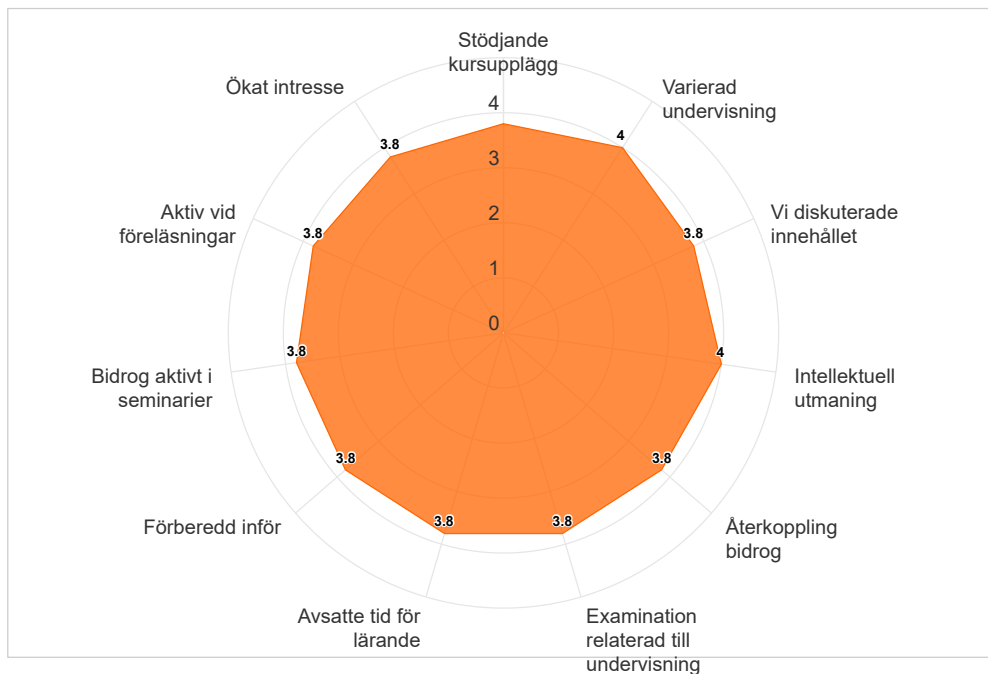 Stödjande
kursupplägg
Ökat intresse
Varierad
undervisning
4
3.8
4
3
Aktiv vid
föreläsningar
Vi diskuterade
innehållet
3.8
3.8
2
1
0
Bidrog aktivt i
seminarier
3.8
4
Intellektuell
utmaning
3.8
3.8
Förberedd inför
Återkoppling
bidrog
3.8
3.8
Avsatte tid för
lärande
Examination
relaterad till
undervisning